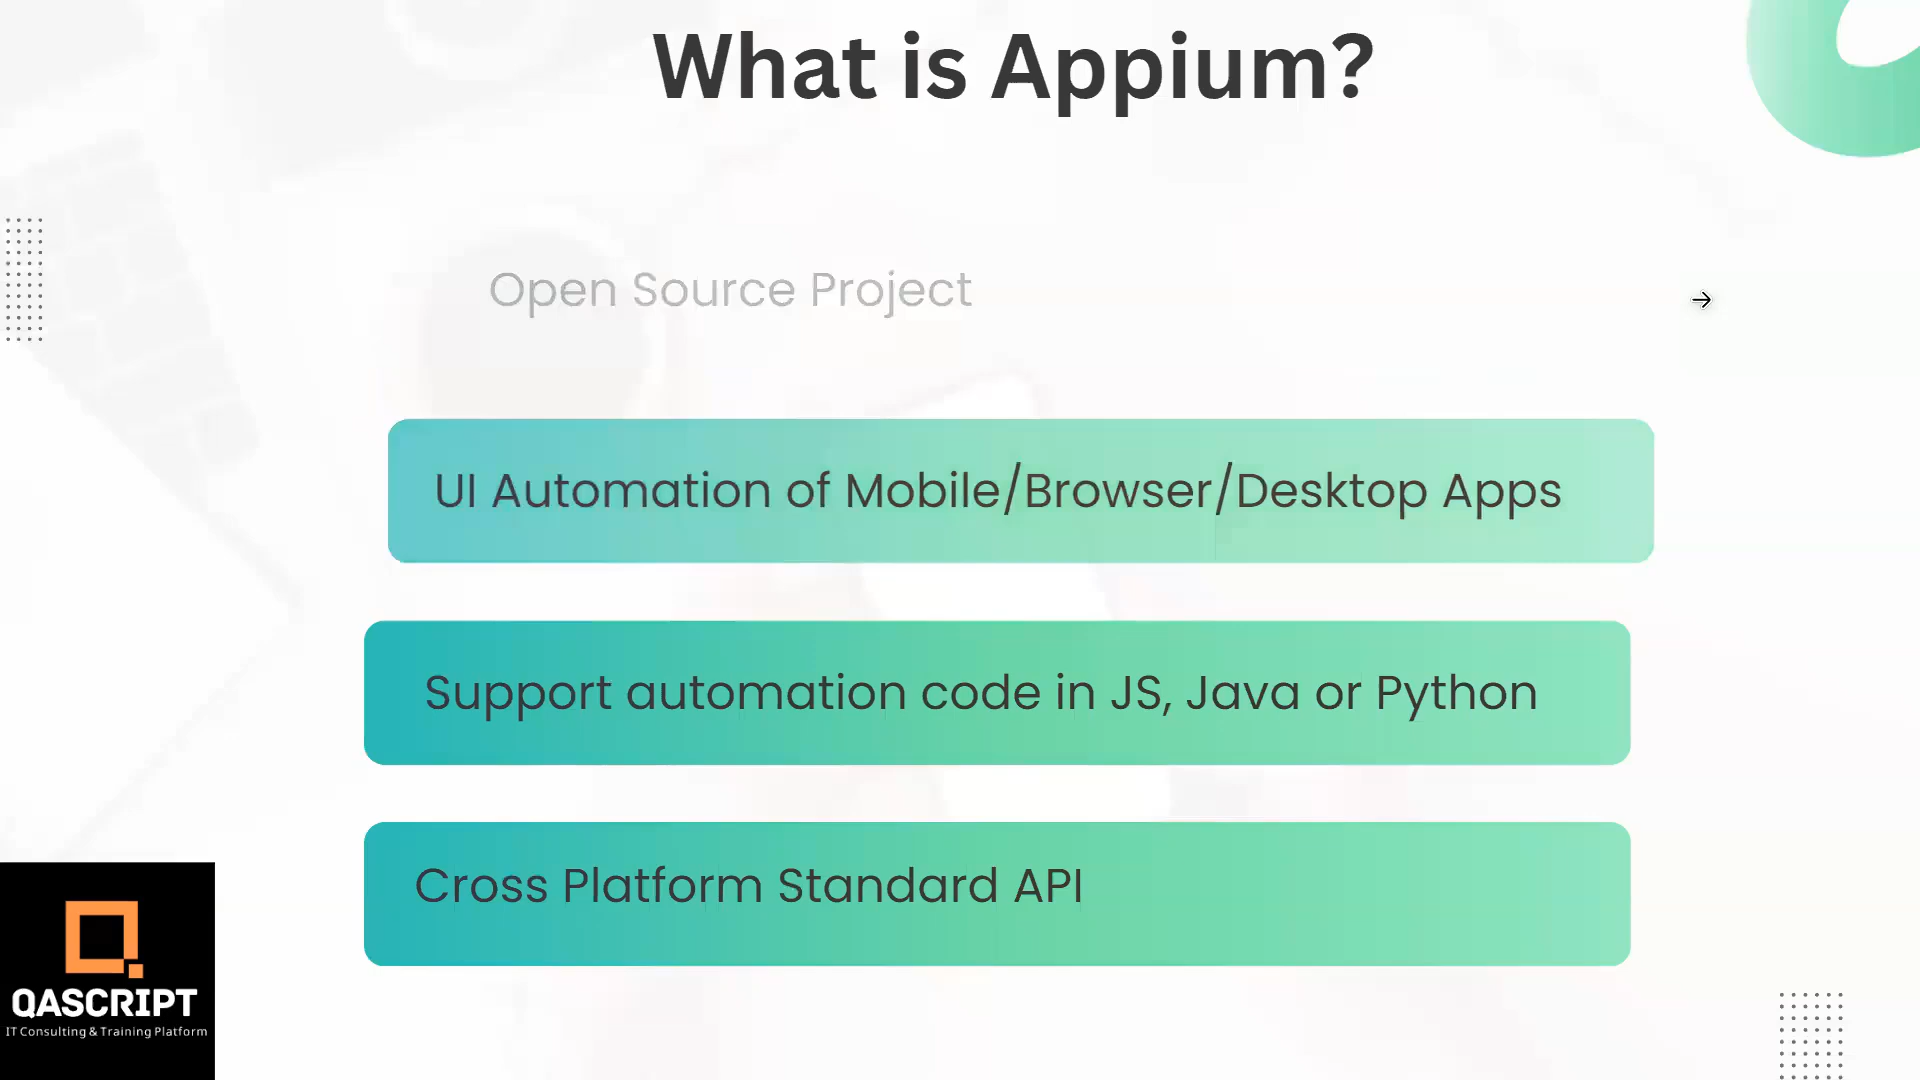 What is Appium?
Open Source Project
UI Automation of Mobile/Browser/Desktop Apps
Support automation code in JS, Java or Python
Cross Platform Standard API
QASCRIPT
IT Consulting & Training Platform